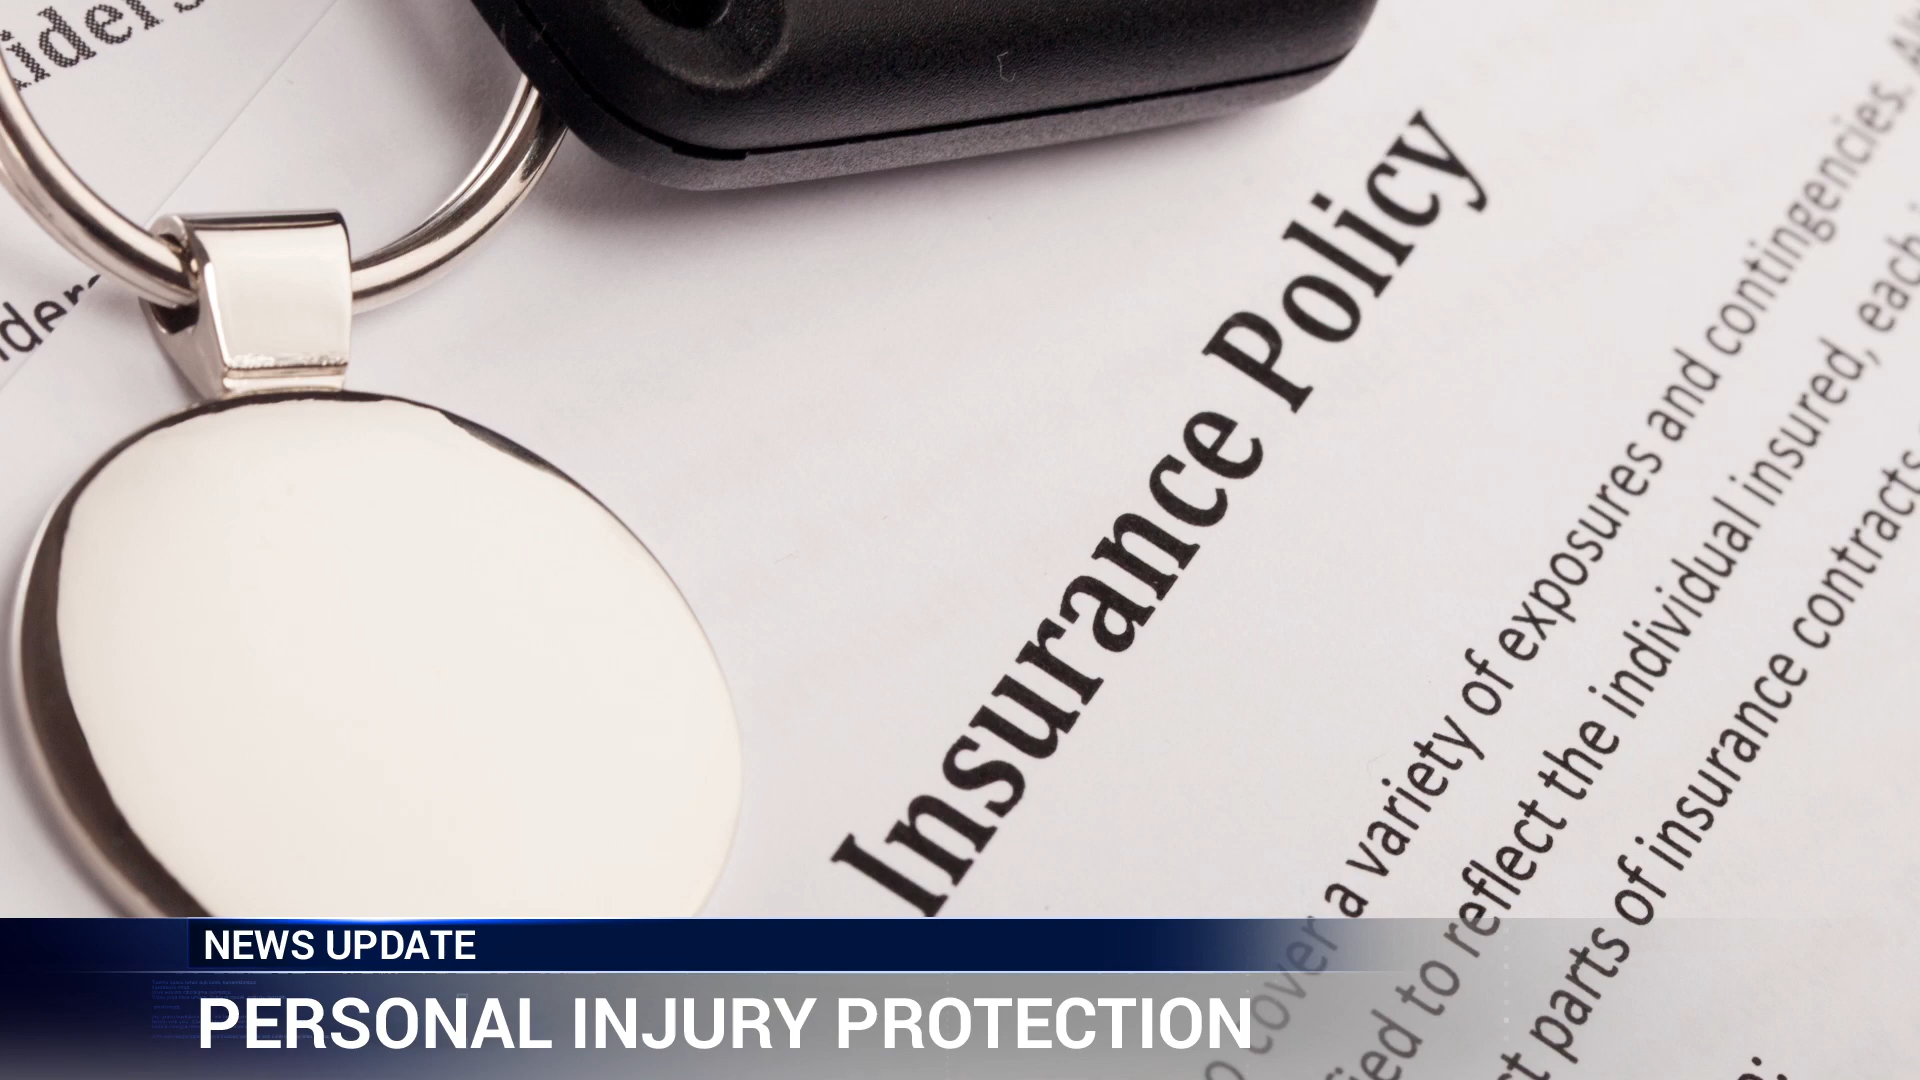 Insurance Policy
cover a variety of exposures and contingencies.
to reflect the individual insured, each
parts of insurance contracts
NEWS UPDATE
PERSONAL INJURY PROTECTION